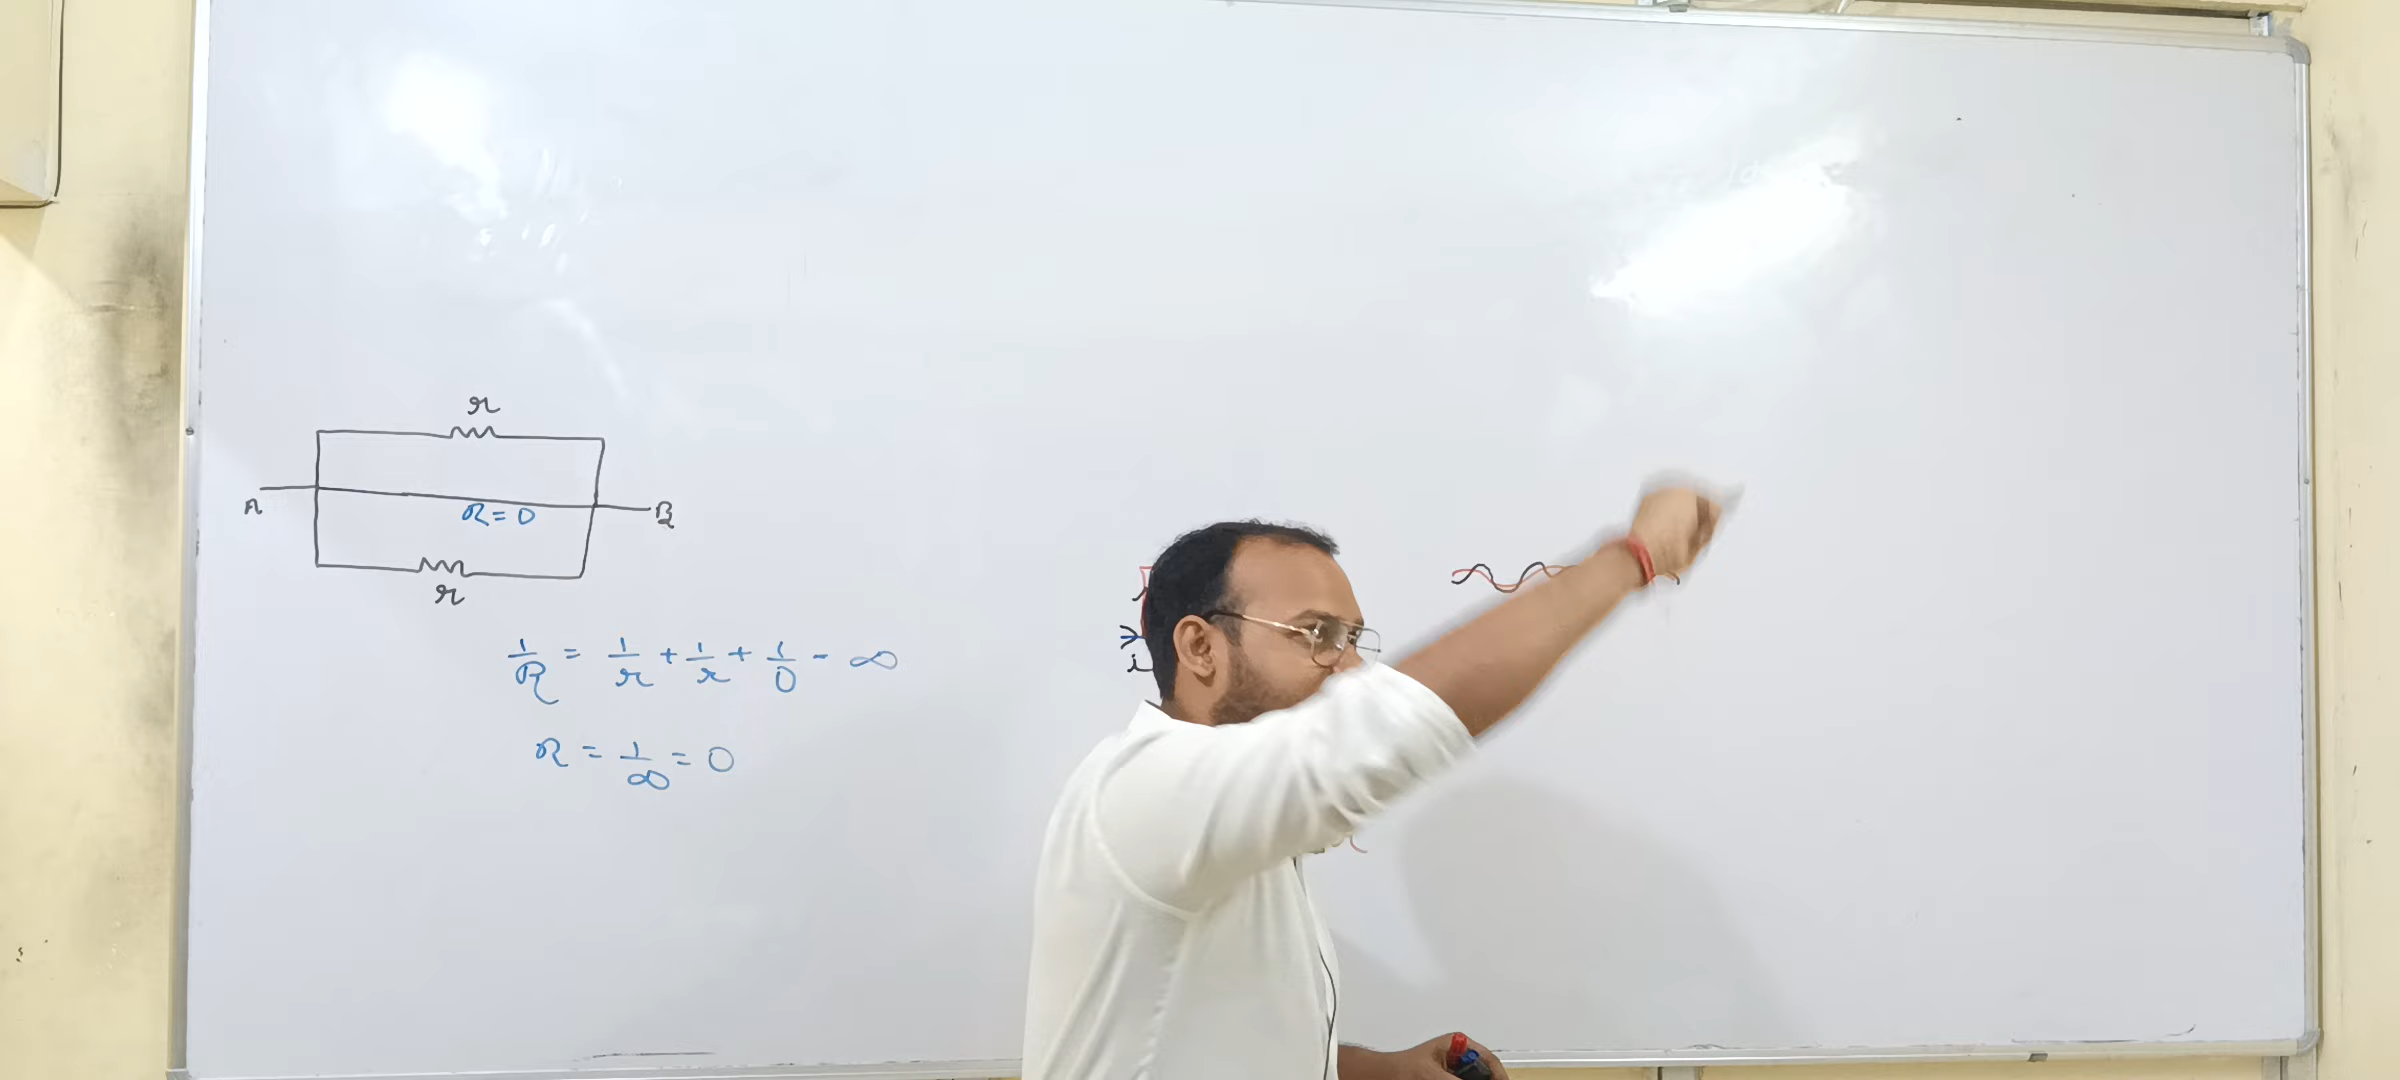 r
A
R = 0
B
r
1/R = 1/r + 1/r + 1/0 - ∞
R = 1/∞ = 0
i